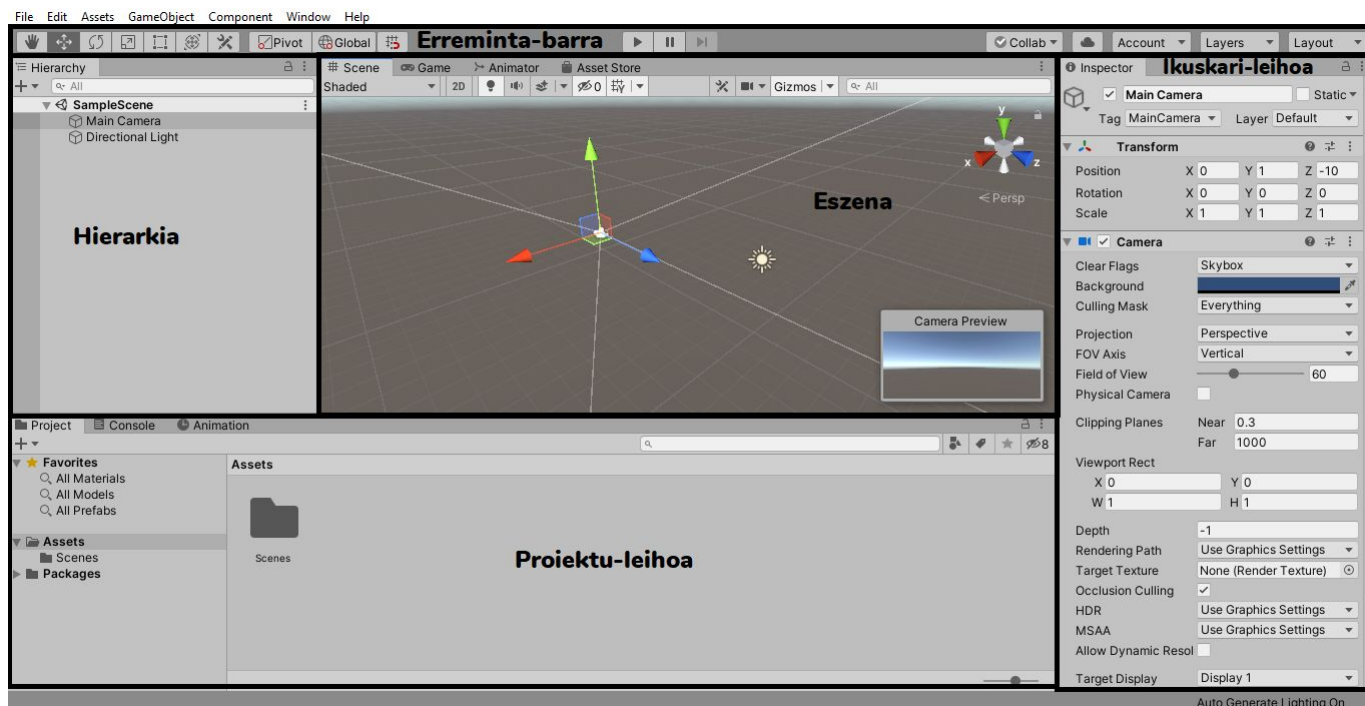 File Edit Assets GameObject Component Window Help
Pivot Global Erreminta-barra Collab Account Layers Layout
Hierarchy
All
SampleScene
Main Camera
Directional Light
Hierarkia
Scene Game Animator Asset Store
Shaded 2D 0 Gizmos All
y
x z
Persp
Eszena
Camera Preview
Inspector Ikuskari-leihoa
Main Camera Static
Tag MainCamera Layer Default
Transform
Position X 0 Y 1 Z -10
Rotation X 0 Y 0 Z 0
Scale X 1 Y 1 Z 1
Camera
Clear Flags Skybox
Background
Culling Mask Everything
Projection Perspective
FOV Axis Vertical
Field of View 60
Physical Camera
Clipping Planes Near 0.3
Far 1000
Viewport Rect
X 0 Y 0
W 1 H 1
Depth -1
Rendering Path Use Graphics Settings
Target Texture None (Render Texture)
Occlusion Culling
HDR Use Graphics Settings
MSAA Use Graphics Settings
Allow Dynamic Resol
Target Display Display 1
Project Console Animation
8
Favorites
All Materials
All Models
All Prefabs
Assets
Scenes
Packages
Assets
Scenes
Proiektu-leihoa
Auto Generate Lighting On